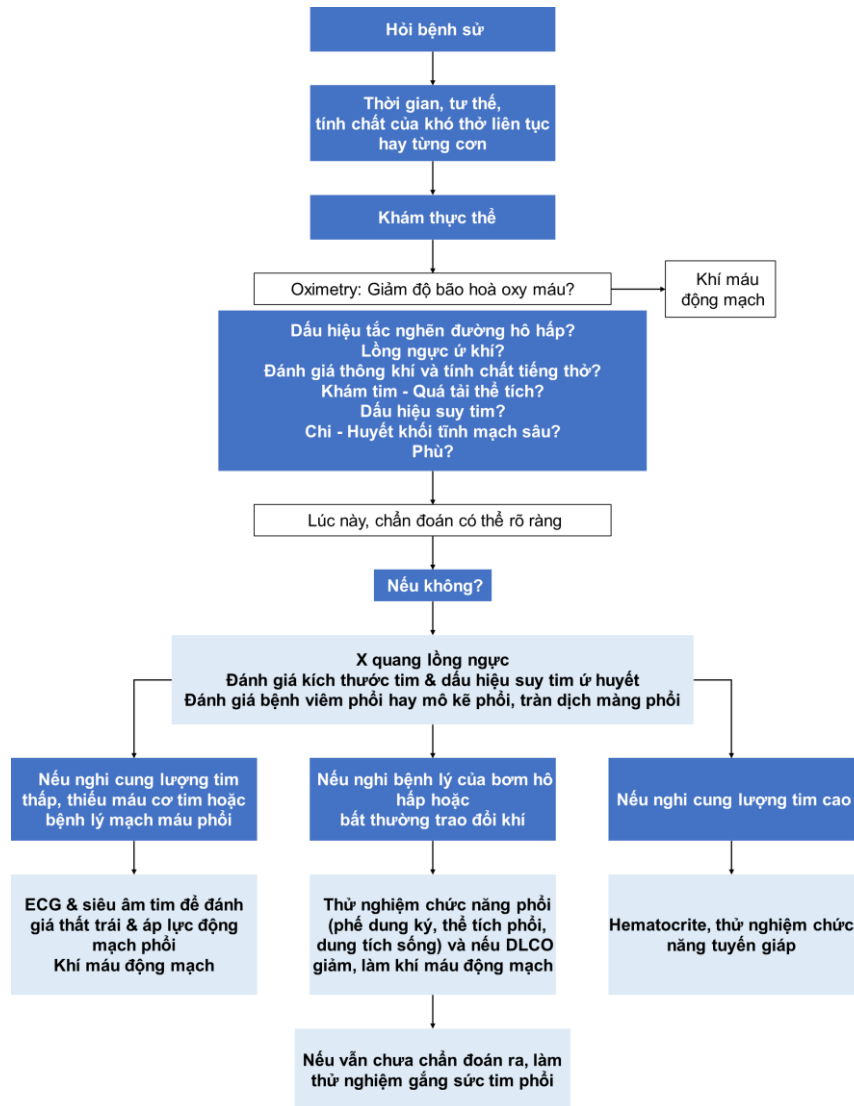 Hỏi bệnh sử
Thời gian, tư thế,
tính chất của khó thở liên tục
hay từng cơn
Khám thực thể
Oximetry: Giảm độ bão hoà oxy máu?
Khí máu
động mạch
Dấu hiệu tắc nghẽn đường hô hấp?
Lồng ngực ứ khí?
Đánh giá thông khí và tính chất tiếng thở?
Khám tim - Quá tải thể tích?
Dấu hiệu suy tim?
Chi - Huyết khối tĩnh mạch sâu?
Phù?
Lúc này, chẩn đoán có thể rõ ràng
Nếu không?
X quang lồng ngực
Đánh giá kích thước tim & dấu hiệu suy tim ứ huyết
Đánh giá bệnh viêm phổi hay mô kẽ phổi, tràn dịch màng phổi
Nếu nghi cung lượng tim
thấp, thiếu máu cơ tim hoặc
bệnh lý mạch máu phổi
Nếu nghi bệnh lý của bơm hô
hấp hoặc
bất thường trao đổi khí
Nếu nghi cung lượng tim cao
ECG & siêu âm tim để đánh
giá thất trái & áp lực động
mạch phổi
Khí máu động mạch
Thử nghiệm chức năng phổi
(phế dung ký, thể tích phổi,
dung tích sống) và nếu DLCO
giảm, làm khí máu động mạch
Hematocrite, thử nghiệm chức
năng tuyến giáp
Nếu vẫn chưa chẩn đoán ra, làm
thử nghiệm gắng sức tim phổi